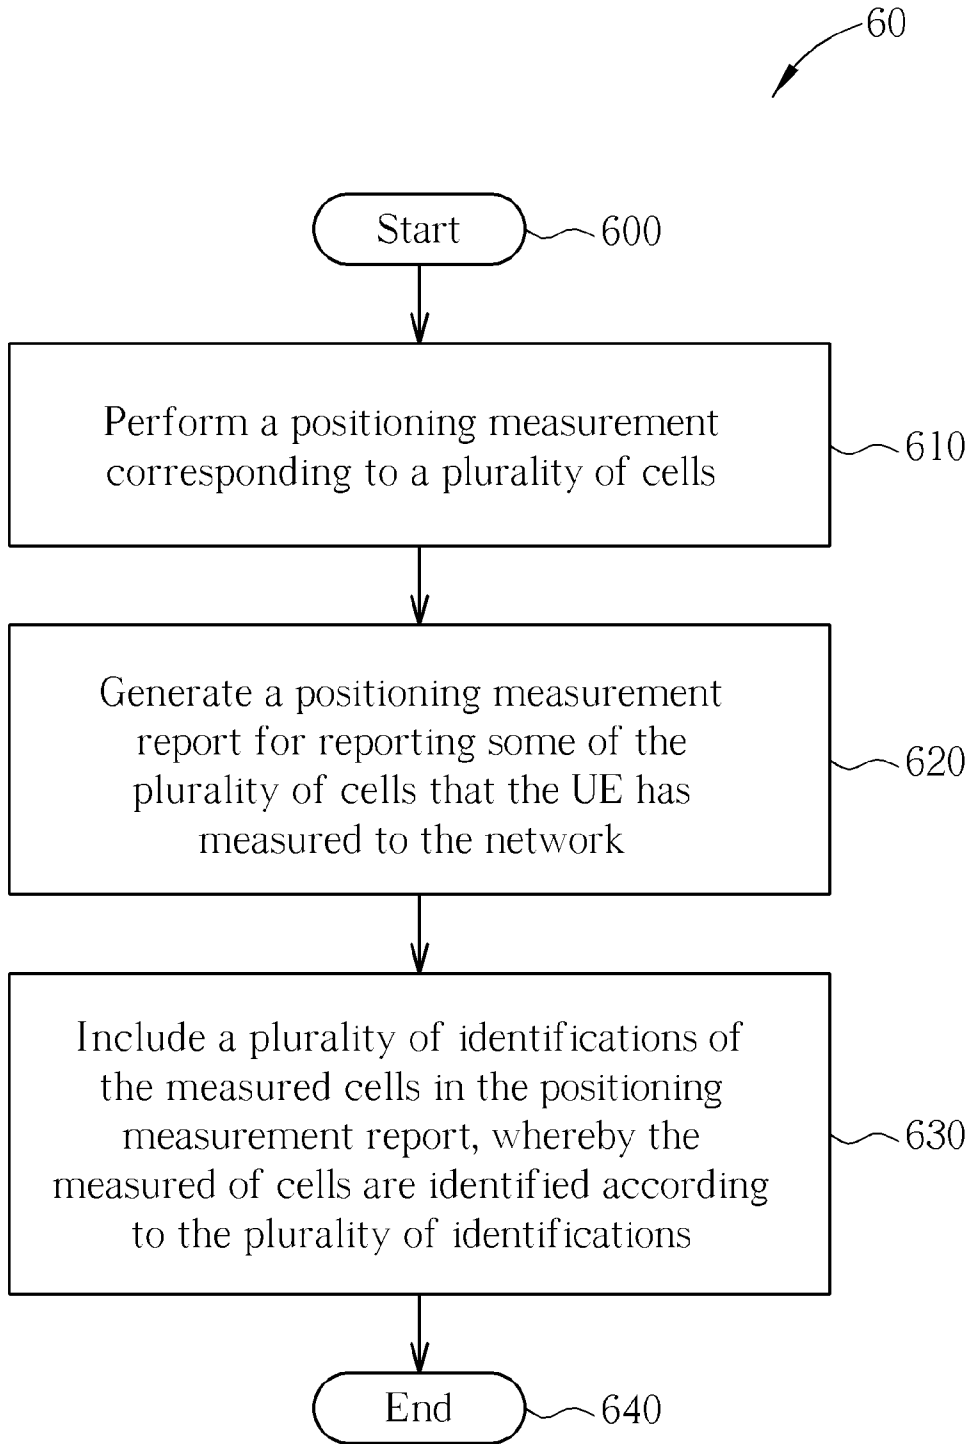 60
Start
600
Perform a positioning measurement
corresponding to a plurality of cells
610
Generate a positioning measurement
report for reporting some of the
plurality of cells that the UE has
measured to the network
620
Include a plurality of identifications of
the measured cells in the positioning
measurement report, whereby the
measured of cells are identified according
to the plurality of identifications
630
End
640